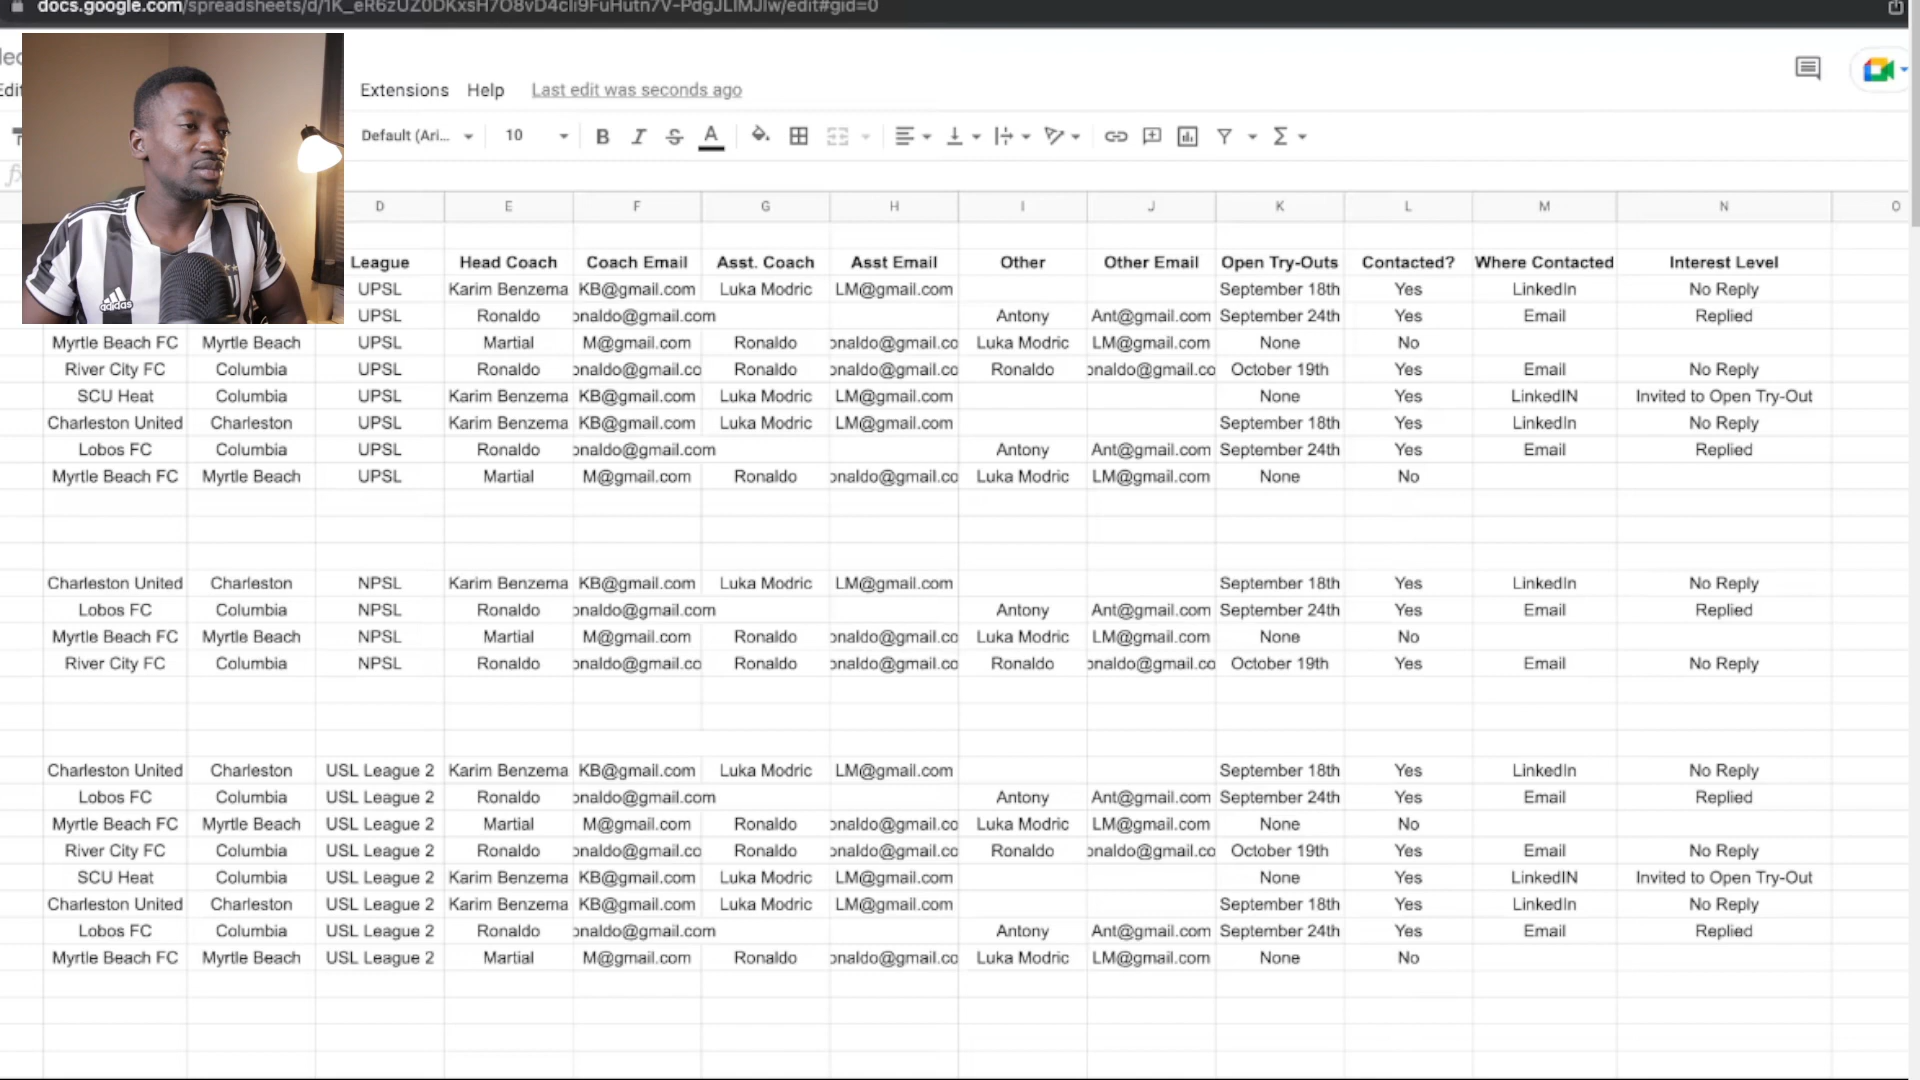 docs.google.com/spreadsheets/d/1K_eR6zUZ0DKxsH7O8vD4cli9FuHutn7V-PdgJLIMJIw/edit#gid=0
Extensions Help Last edit was seconds ago
Default (Ari... 10
D E F G H I J K L M N O
League Head Coach Coach Email Asst. Coach Asst Email Other Other Email Open Try-Outs Contacted? Where Contacted Interest Level
UPSL Karim Benzema KB@gmail.com Luka Modric LM@gmail.com September 18th Yes LinkedIn No Reply
UPSL Ronaldo onaldo@gmail.com Antony Ant@gmail.com September 24th Yes Email Replied
Myrtle Beach FC Myrtle Beach UPSL Martial M@gmail.com Ronaldo onaldo@gmail.co Luka Modric LM@gmail.com None No
River City FC Columbia UPSL Ronaldo onaldo@gmail.co Ronaldo onaldo@gmail.co Ronaldo onaldo@gmail.co October 19th Yes Email No Reply
SCU Heat Columbia UPSL Karim Benzema KB@gmail.com Luka Modric LM@gmail.com None Yes LinkedIN Invited to Open Try-Out
Charleston United Charleston UPSL Karim Benzema KB@gmail.com Luka Modric LM@gmail.com September 18th Yes LinkedIn No Reply
Lobos FC Columbia UPSL Ronaldo onaldo@gmail.com Antony Ant@gmail.com September 24th Yes Email Replied
Myrtle Beach FC Myrtle Beach UPSL Martial M@gmail.com Ronaldo onaldo@gmail.co Luka Modric LM@gmail.com None No
Charleston United Charleston NPSL Karim Benzema KB@gmail.com Luka Modric LM@gmail.com September 18th Yes LinkedIn No Reply
Lobos FC Columbia NPSL Ronaldo onaldo@gmail.com Antony Ant@gmail.com September 24th Yes Email Replied
Myrtle Beach FC Myrtle Beach NPSL Martial M@gmail.com Ronaldo onaldo@gmail.co Luka Modric LM@gmail.com None No
River City FC Columbia NPSL Ronaldo onaldo@gmail.co Ronaldo onaldo@gmail.co Ronaldo onaldo@gmail.co October 19th Yes Email No Reply
Charleston United Charleston USL League 2 Karim Benzema KB@gmail.com Luka Modric LM@gmail.com September 18th Yes LinkedIn No Reply
Lobos FC Columbia USL League 2 Ronaldo onaldo@gmail.com Antony Ant@gmail.com September 24th Yes Email Replied
Myrtle Beach FC Myrtle Beach USL League 2 Martial M@gmail.com Ronaldo onaldo@gmail.co Luka Modric LM@gmail.com None No
River City FC Columbia USL League 2 Ronaldo onaldo@gmail.co Ronaldo onaldo@gmail.co Ronaldo onaldo@gmail.co October 19th Yes Email No Reply
SCU Heat Columbia USL League 2 Karim Benzema KB@gmail.com Luka Modric LM@gmail.com None Yes LinkedIN Invited to Open Try-Out
Charleston United Charleston USL League 2 Karim Benzema KB@gmail.com Luka Modric LM@gmail.com September 18th Yes LinkedIn No Reply
Lobos FC Columbia USL League 2 Ronaldo onaldo@gmail.com Antony Ant@gmail.com September 24th Yes Email Replied
Myrtle Beach FC Myrtle Beach USL League 2 Martial M@gmail.com Ronaldo onaldo@gmail.co Luka Modric LM@gmail.com None No
adidas